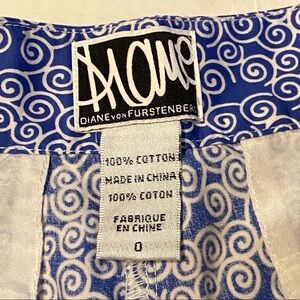 Diane
DIANE VON FURSTENBERG
100% COTTON
MADE IN CHINA
100% COTON
FABRIQUE
EN CHINE
0